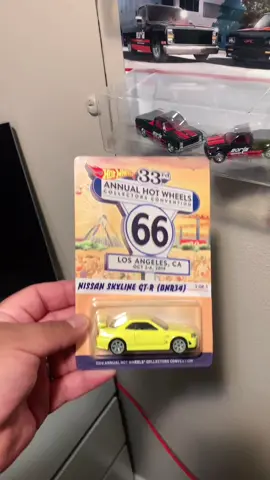 HOT WHEELS
33rd
ANNUAL HOT WHEELS
COLLECTORS CONVENTION
66
LOS ANGELES, CA
NISSAN SKYLINE GT-R (BNR34)